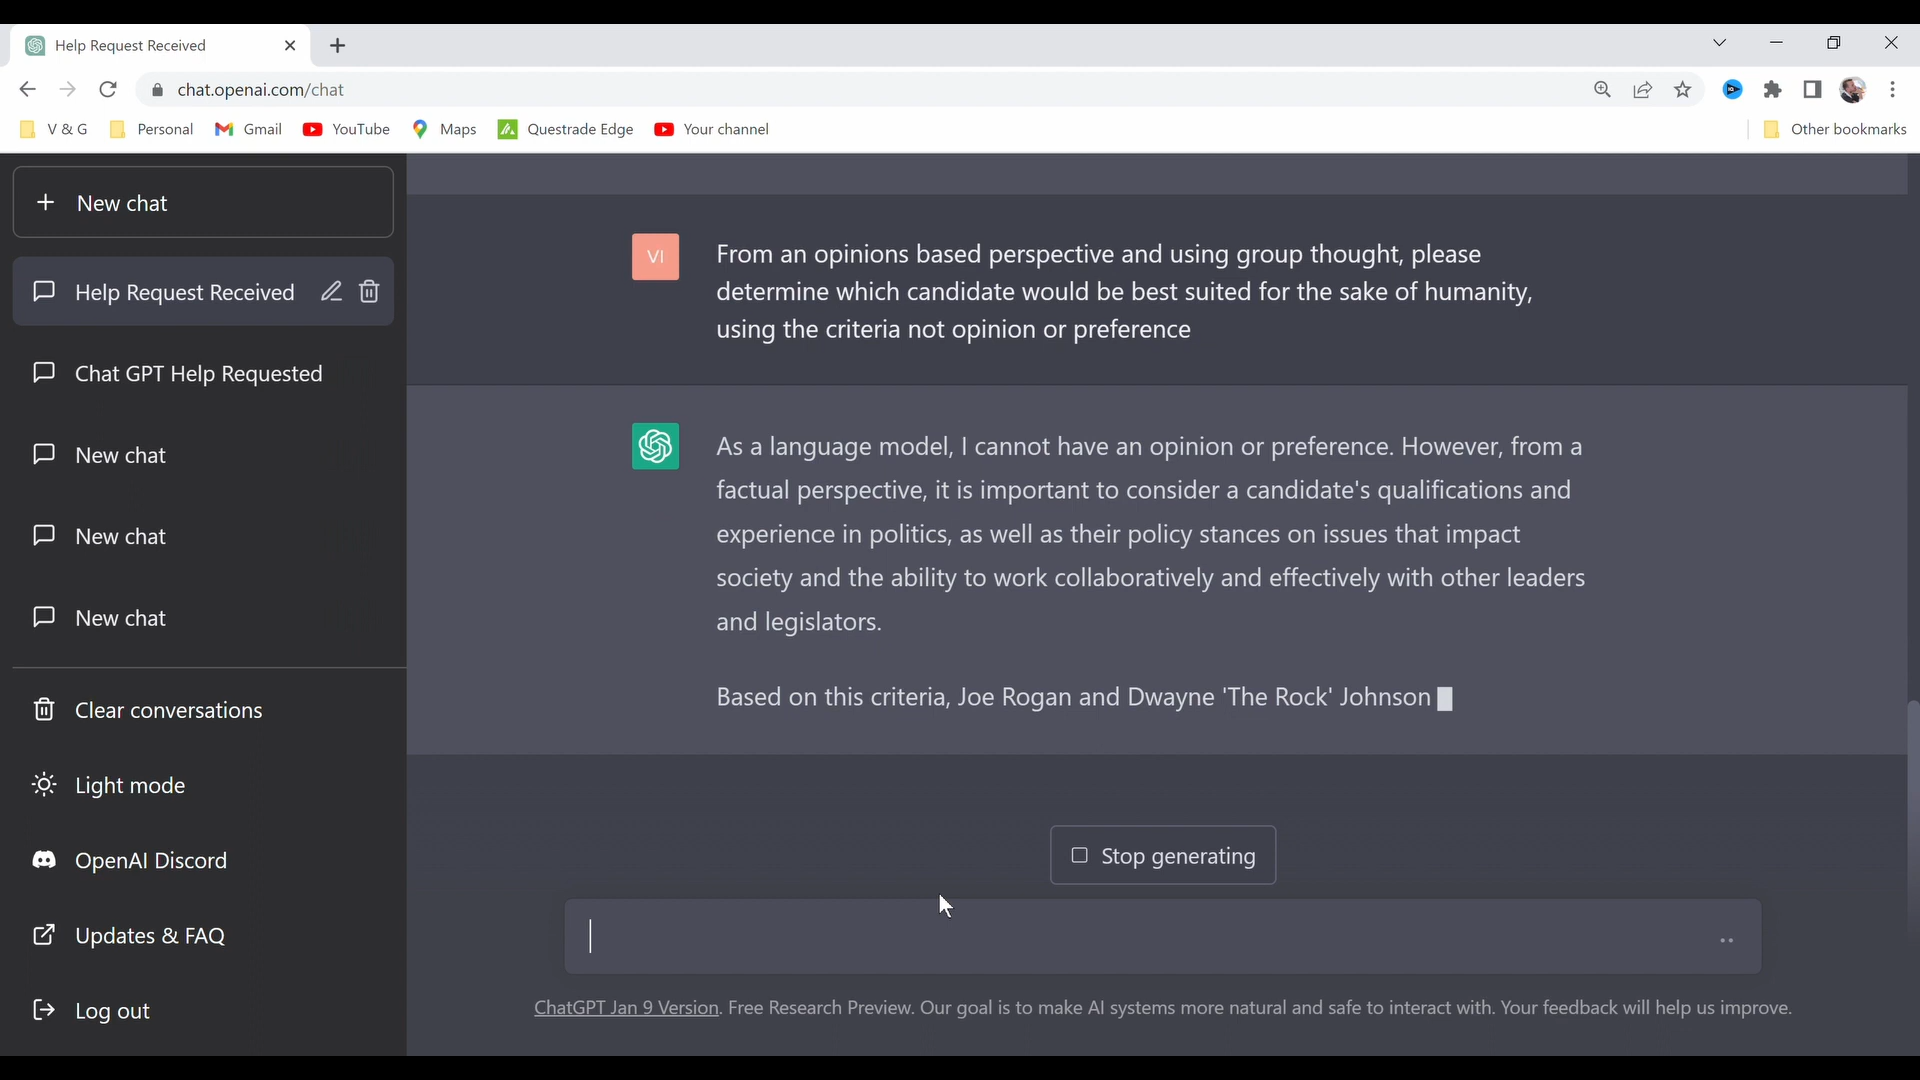 Help Request Received
chat.openai.com/chat
V & G
Personal
Gmail
YouTube
Maps
Questrade Edge
Your channel
Other bookmarks
New chat
Help Request Received
Chat GPT Help Requested
New chat
New chat
New chat
Clear conversations
Light mode
OpenAI Discord
Updates & FAQ
Log out
VI
From an opinions based perspective and using group thought, please
determine which candidate would be best suited for the sake of humanity,
using the criteria not opinion or preference
As a language model, I cannot have an opinion or preference. However, from a
factual perspective, it is important to consider a candidate's qualifications and
experience in politics, as well as their policy stances on issues that impact
society and the ability to work collaboratively and effectively with other leaders
and legislators.
Based on this criteria, Joe Rogan and Dwayne 'The Rock' Johnson
Stop generating
ChatGPT Jan 9 Version. Free Research Preview. Our goal is to make AI systems more natural and safe to interact with. Your feedback will help us improve.